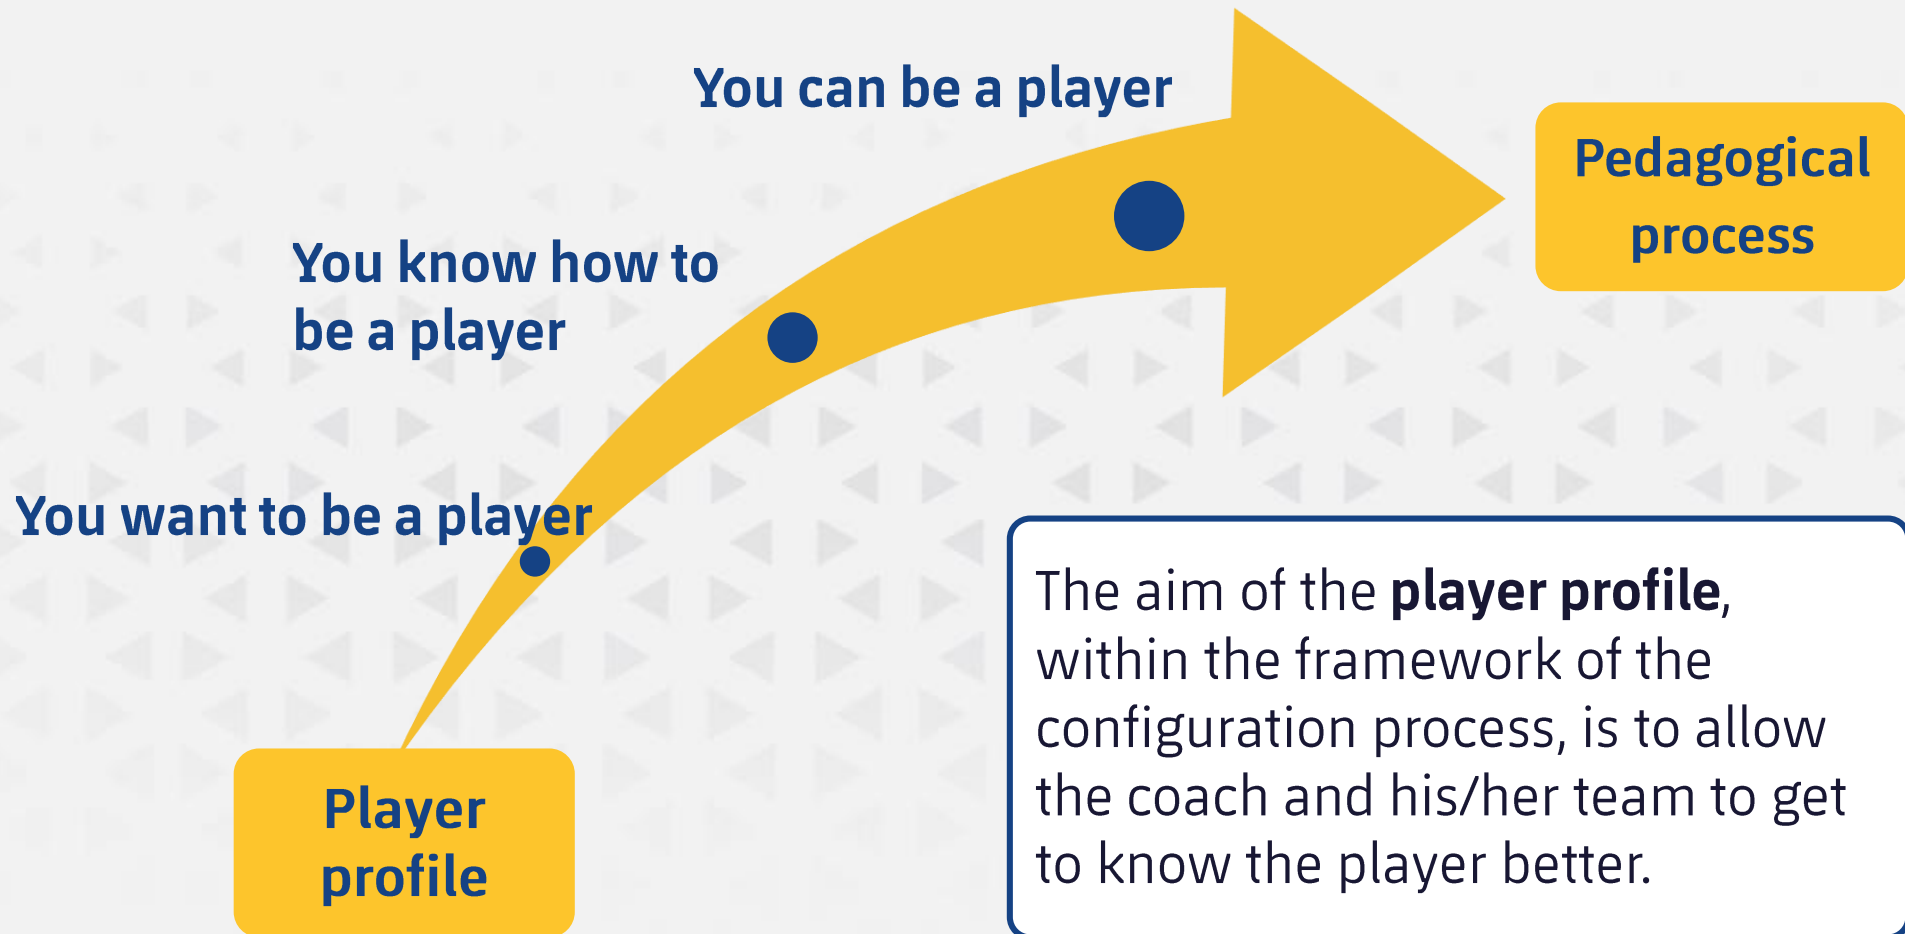 You can be a player
Pedagogical
process
You know how to
be a player
You want to be a player
The aim of the player profile,
within the framework of the
configuration process, is to allow
the coach and his/her team to get
to know the player better.
Player
profile